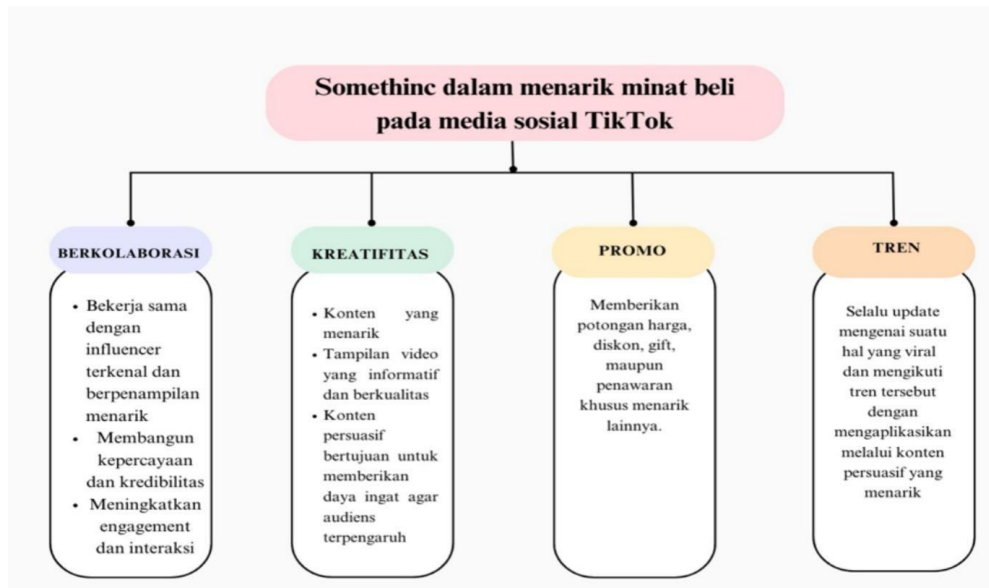 Somethinc dalam menarik minat beli
pada media sosial TikTok
BERKOLABORASI
• Bekerja sama
dengan
influencer
terkenal dan
berpenampilan
menarik
• Membangun
kepercayaan
dan kredibilitas
• Meningkatkan
engagement
dan interaksi
KREATIFITAS
• Konten yang
menarik
• Tampilan video
yang informatif
dan berkualitas
• Konten
persuasif
bertujuan untuk
memberikan
daya ingat agar
audiens
terpengaruh
PROMO
Memberikan
potongan harga,
diskon, gift,
maupun
penawaran
khusus menarik
lainnya.
TREN
Selalu update
mengenai suatu
hal yang viral
dan mengikuti
tren tersebut
dengan
mengaplikasikan
melalui konten
persuasif yang
menarik